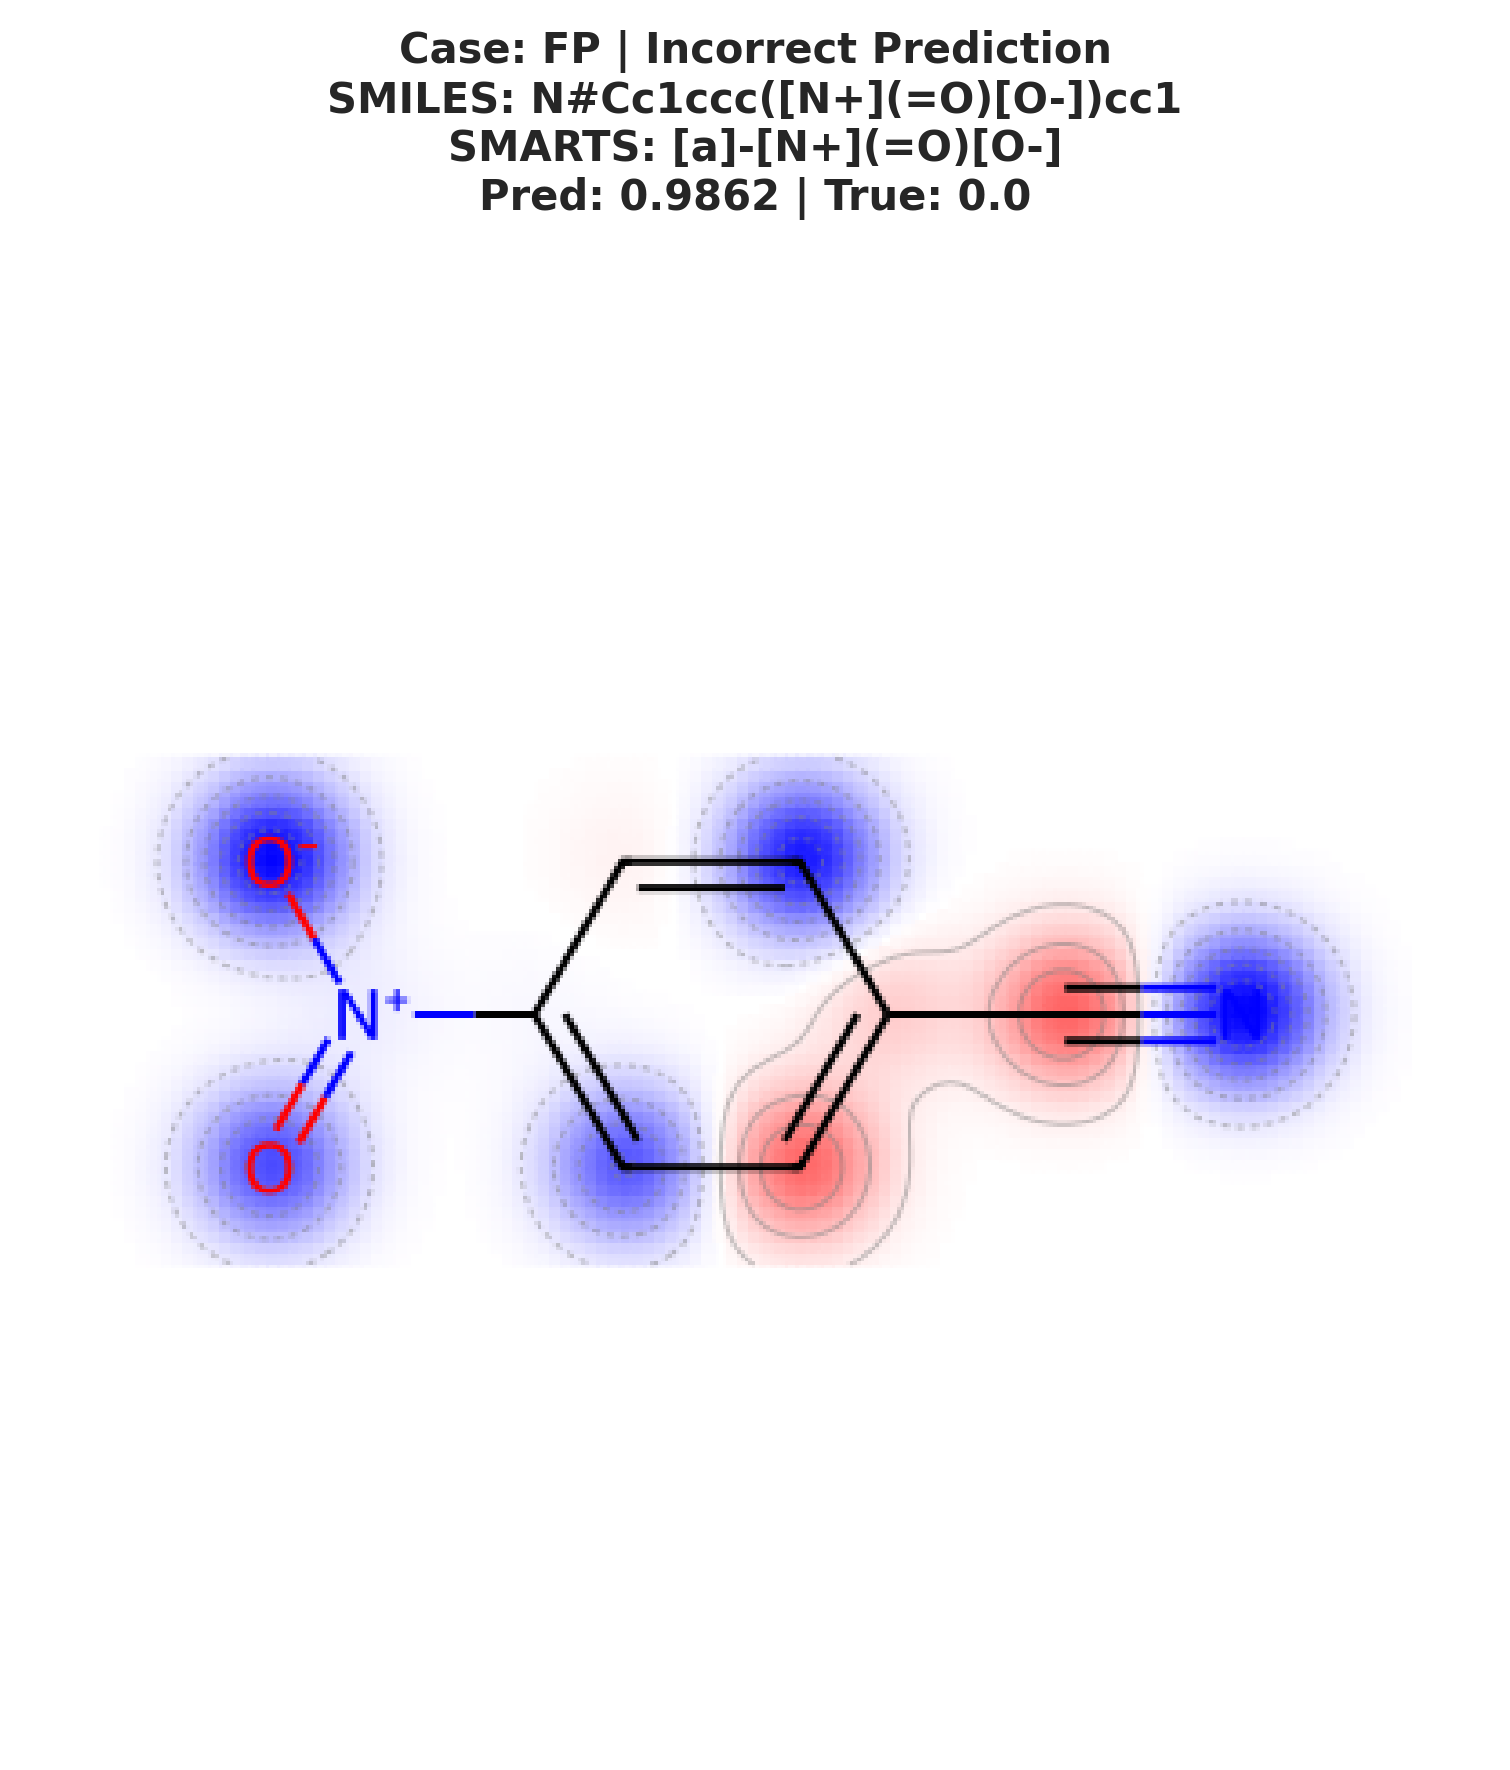 Case: FP | Incorrect Prediction
SMILES: N#Cc1ccc([N+](=O)[O-])cc1
SMARTS: [a]-[N+](=O)[O-]
Pred: 0.9862 | True: 0.0
O⁻
N⁺
N
O